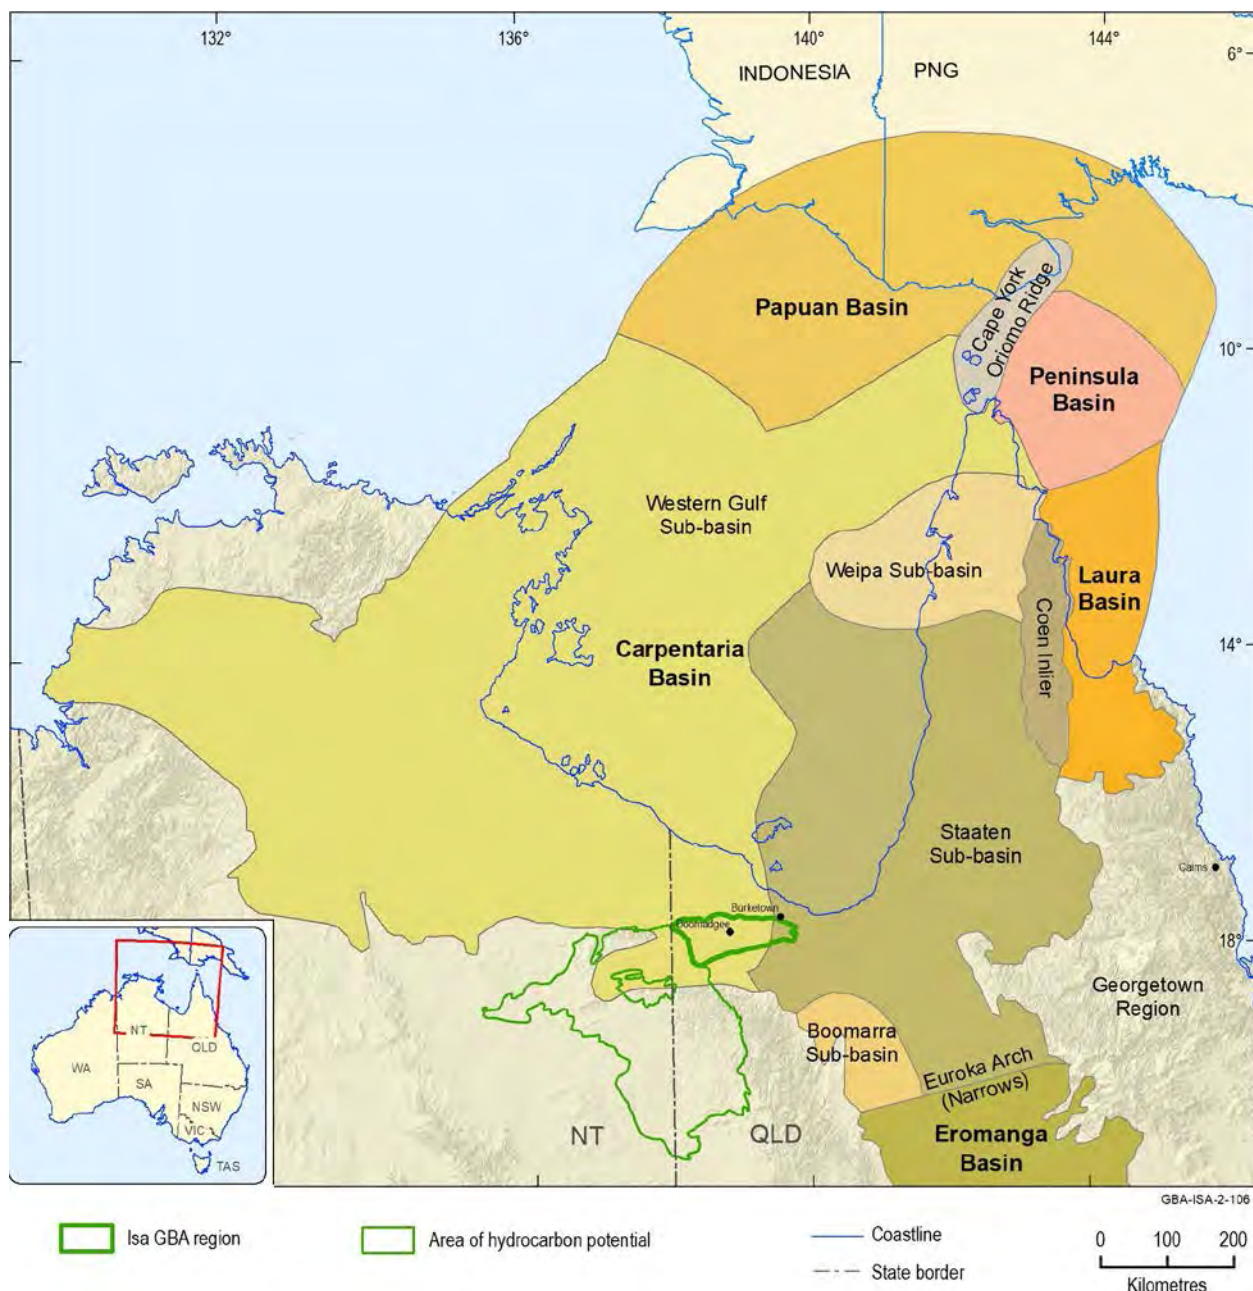 132°
136°
140°
144°
6°
INDONESIA
PNG
Cape York
Oriomo Ridge
Papuan Basin
10°
Peninsula
Basin
Western Gulf
Sub-basin
Weipa Sub-basin
Laura
Basin
Coen Inlier
Carpentaria
Basin
14°
Staaten
Sub-basin
Cairns
Burketown
Doomadgee
18°
Georgetown
Region
Boomarra
Sub-basin
Euroka Arch
(Narrows)
NT
QLD
Eromanga
Basin
NT
QLD
WA
SA
NSW
VIC
TAS
GBA-ISA-2-106
Isa GBA region
Area of hydrocarbon potential
Coastline
State border
0 100 200
Kilometres